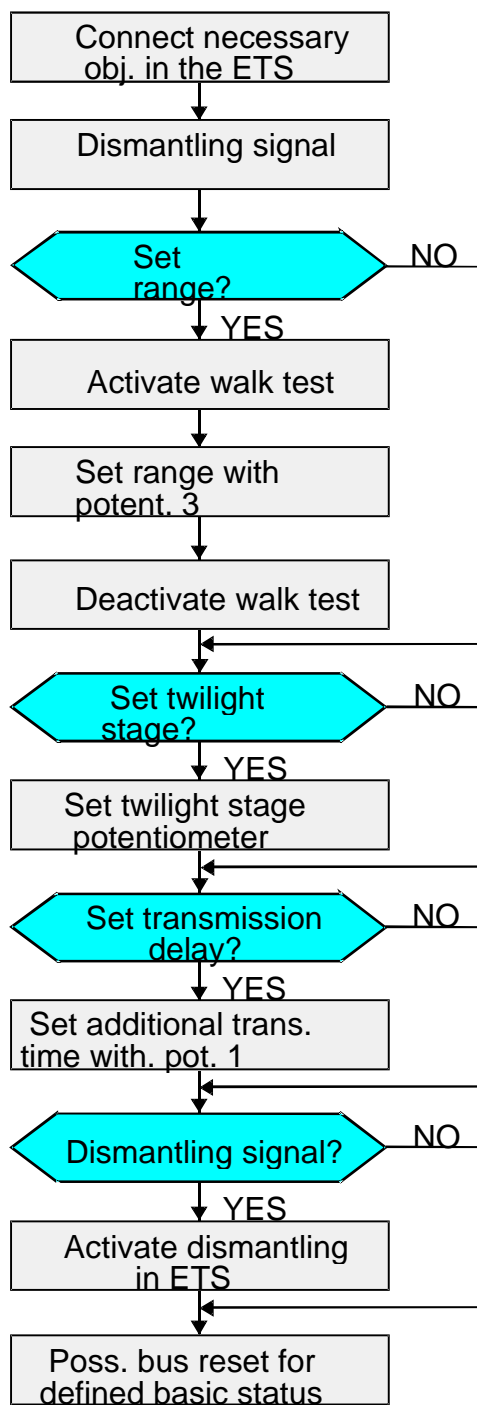 Connect necessary
obj. in the ETS
Dismantling signal
Set
range?
NO
YES
Activate walk test
Set range with
potent. 3
Deactivate walk test
Set twilight
stage?
NO
YES
Set twilight stage
potentiometer
Set transmission
delay?
NO
YES
Set additional trans.
time with. pot. 1
Dismantling signal?
NO
YES
Activate dismantling
in ETS
Poss. bus reset for
defined basic status